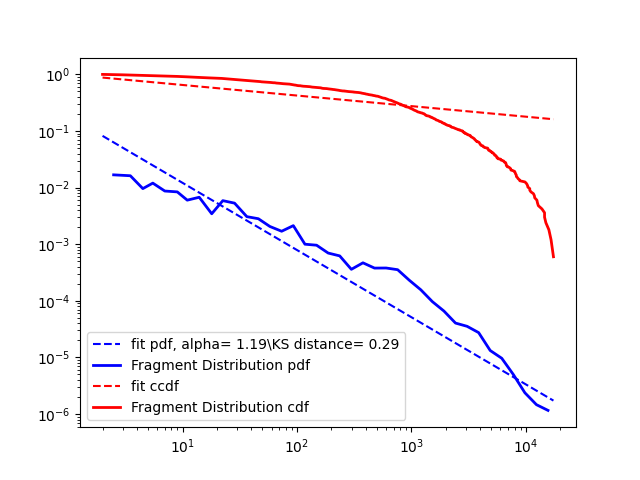 10⁰
10⁻¹
10⁻²
10⁻³
10⁻⁴
10⁻⁵
10⁻⁶
fit pdf, alpha= 1.19\KS distance= 0.29
Fragment Distribution pdf
fit ccdf
Fragment Distribution cdf
10¹ 10² 10³ 10⁴